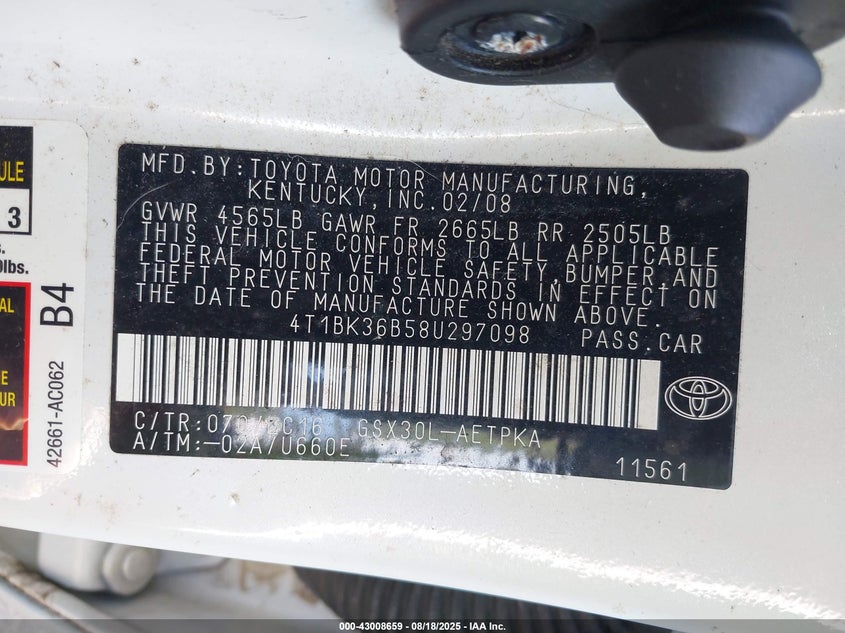 MFD.BY:TOYOTA MOTOR MANUFACTURING,
KENTUCKY,INC.02/08
GVWR 4565LB GAWR FR 2665LB RR 2505LB
THIS VEHICLE CONFORMS TO ALL APPLICABLE
FEDERAL MOTOR VEHICLE SAFETY,BUMPER,AND
THEFT PREVENTION STANDARDS IN EFFECT ON
THE DATE OF MANUFACTURE SHOWN ABOVE.
4T1BK36B58U297098 PASS.CAR
GSX30L-AETPKA
A/TM:-02A/U660E
11561
ULE
3
lbs.
B4
42661-AC062
AL
E
UR
000-43008659 - 08/18/2025 - IAA Inc.